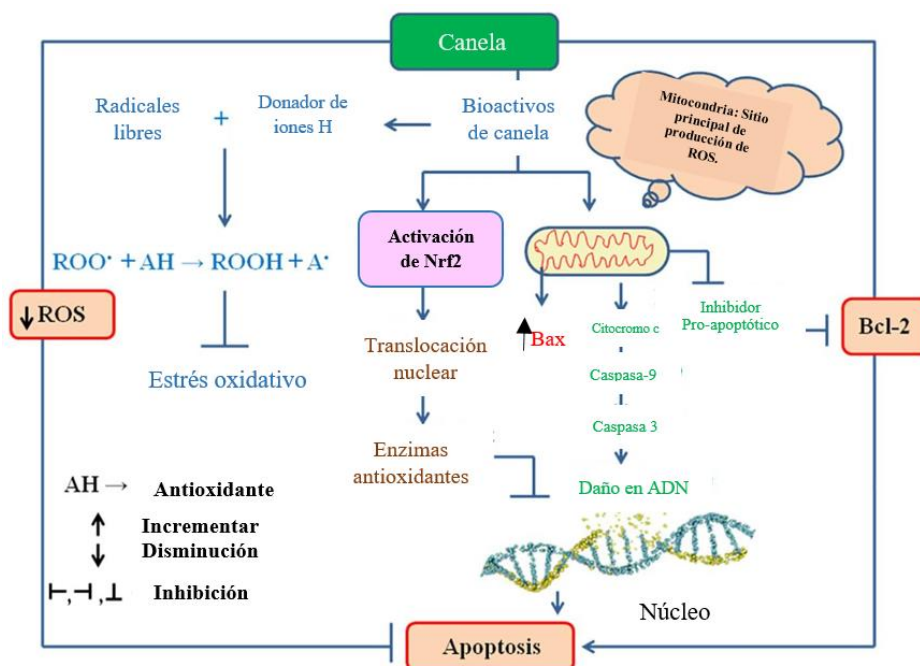 Canela
Radicales
libres
+
Donador de
iones H
Bioactivos
de canela
Mitocondria: Sitio
principal de
producción de
ROS.
Activación
de Nrf2
ROO· + AH → ROOH + A·
↓ ROS
Estrés oxidativo
Translocación
nuclear
Enzimas
antioxidantes
↑ Bax
Citocromo c
Caspasa-9
Caspasa 3
Daño en ADN
Inhibidor
Pro-apoptótico
Bcl-2
AH → Antioxidante
↑ Incrementar
↓ Disminución
⊢,⊣,⊥ Inhibición
Núcleo
Apoptosis